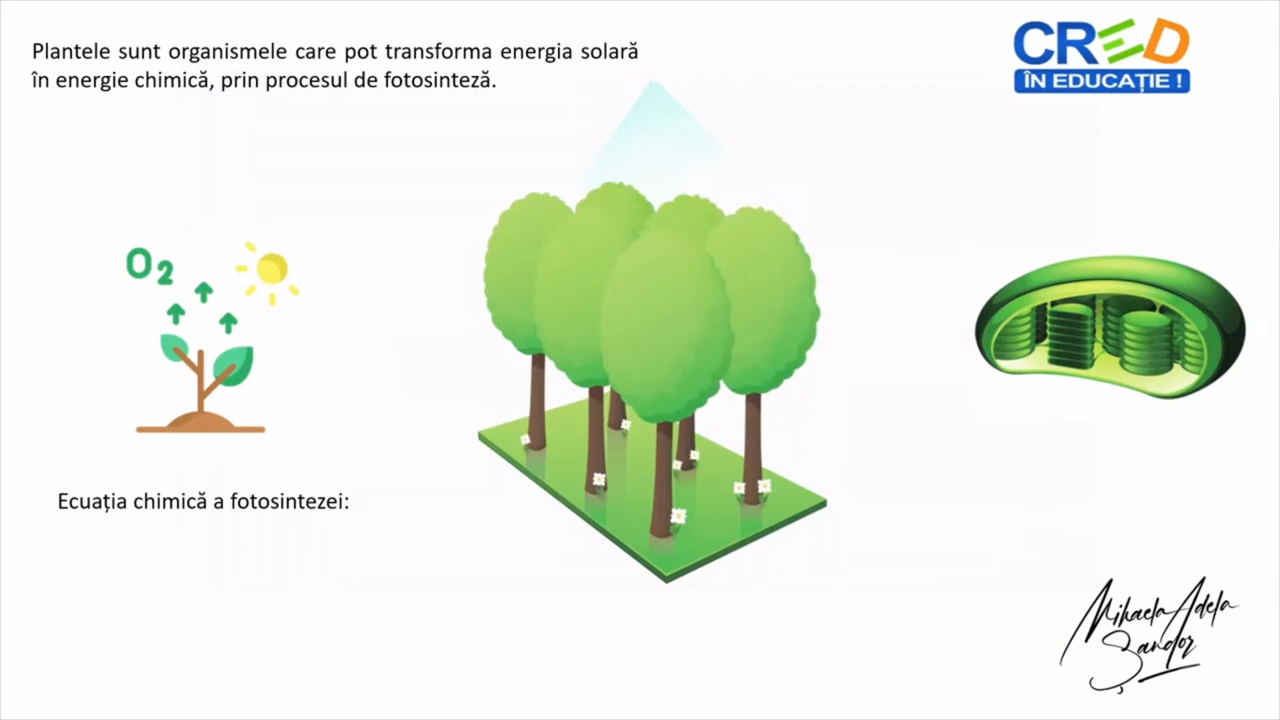 Plantele sunt organismele care pot transforma energia solară
în energie chimică, prin procesul de fotosinteză.
CRED
ÎN EDUCAȚIE !
O2
Ecuația chimică a fotosintezei:
Mihaela Adela
Șandor